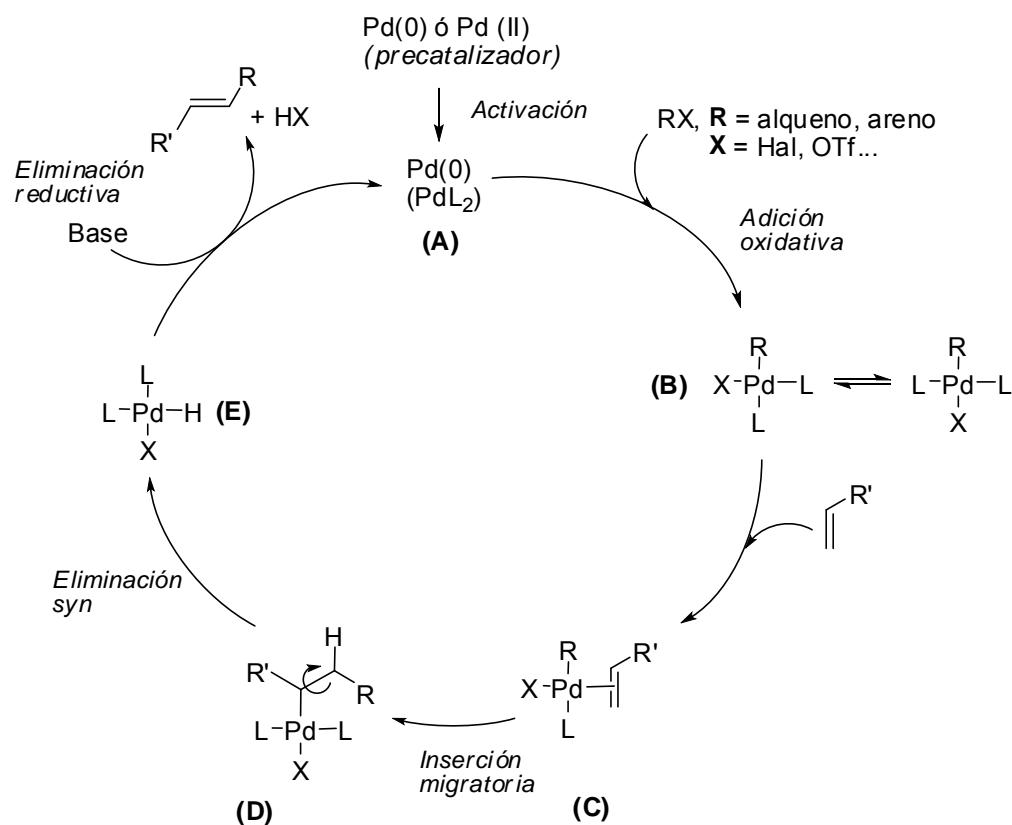 Pd(0) ó Pd (II)
(precatalizador)
Activación
Pd(0)
(PdL2)
(A)
RX, R = alqueno, areno
X = Hal, OTf...
Adición
oxidativa
R
X Pd L
L
(B)
R
L Pd L
X
R'
R
R'
X Pd
L
(C)
Inserción
migratoria
H
R'
R
L Pd L
X
(D)
Eliminación
syn
L
L Pd H
X
(E)
Base
Eliminación
reductiva
R
R'
+ HX